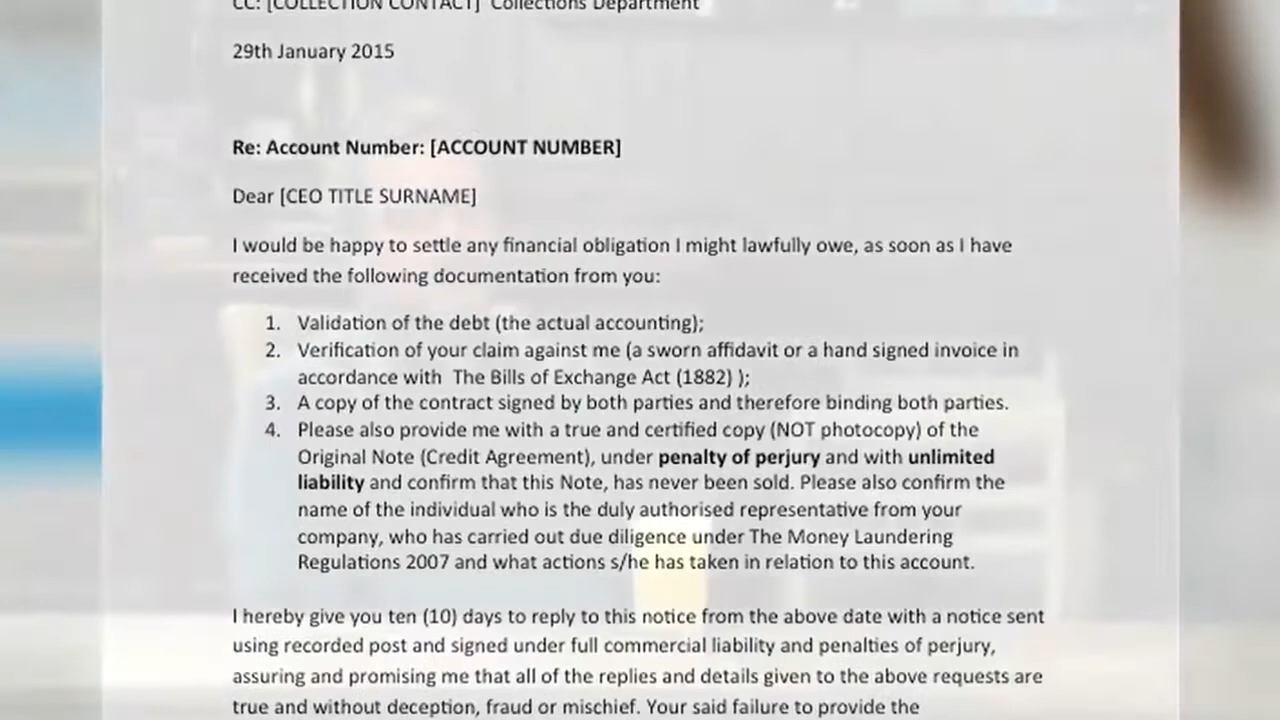 CC: [COLLECTION CONTACT] Collections Department
29th January 2015
Re: Account Number: [ACCOUNT NUMBER]
Dear [CEO TITLE SURNAME]
I would be happy to settle any financial obligation I might lawfully owe, as soon as I have
received the following documentation from you:
1. Validation of the debt (the actual accounting);
2. Verification of your claim against me (a sworn affidavit or a hand signed invoice in
accordance with The Bills of Exchange Act (1882) );
3. A copy of the contract signed by both parties and therefore binding both parties.
4. Please also provide me with a true and certified copy (NOT photocopy) of the
Original Note (Credit Agreement), under penalty of perjury and with unlimited
liability and confirm that this Note, has never been sold. Please also confirm the
name of the individual who is the duly authorised representative from your
company, who has carried out due diligence under The Money Laundering
Regulations 2007 and what actions s/he has taken in relation to this account.
I hereby give you ten (10) days to reply to this notice from the above date with a notice sent
using recorded post and signed under full commercial liability and penalties of perjury,
assuring and promising me that all of the replies and details given to the above requests are
true and without deception, fraud or mischief. Your said failure to provide the